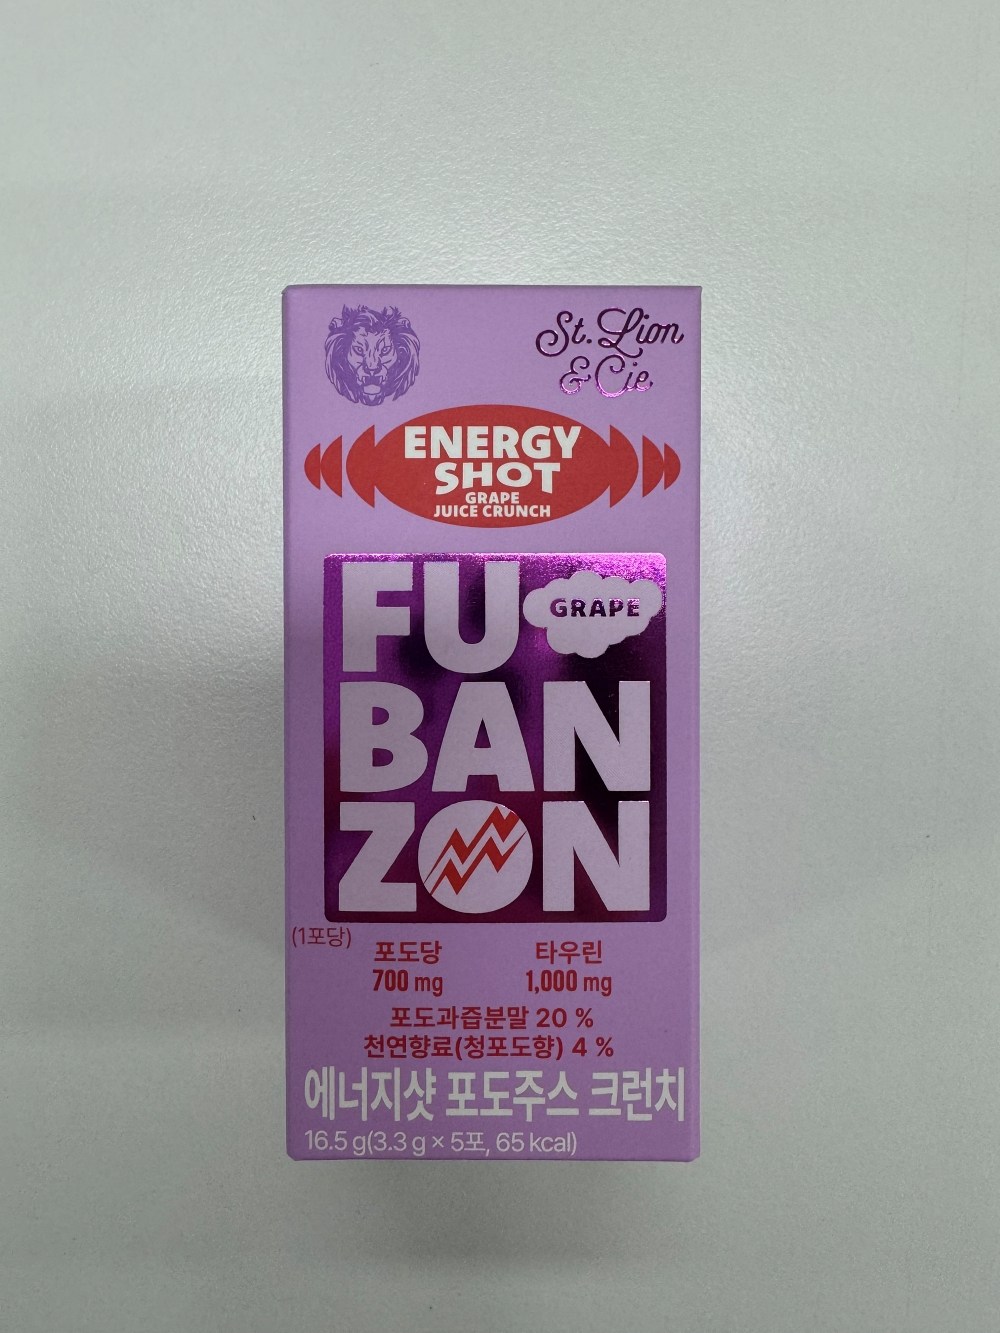 St. Lion
& Cie
ENERGY
SHOT
GRAPE
JUICE CRUNCH
FU
GRAPE
BAN
ZON
(1포당)
포도당 타우린
700 mg 1,000 mg
포도과즙분말 20 %
천연향료(청포도향) 4 %
에너지샷 포도주스 크런치
16.5 g(3.3 g × 5포, 65 kcal)